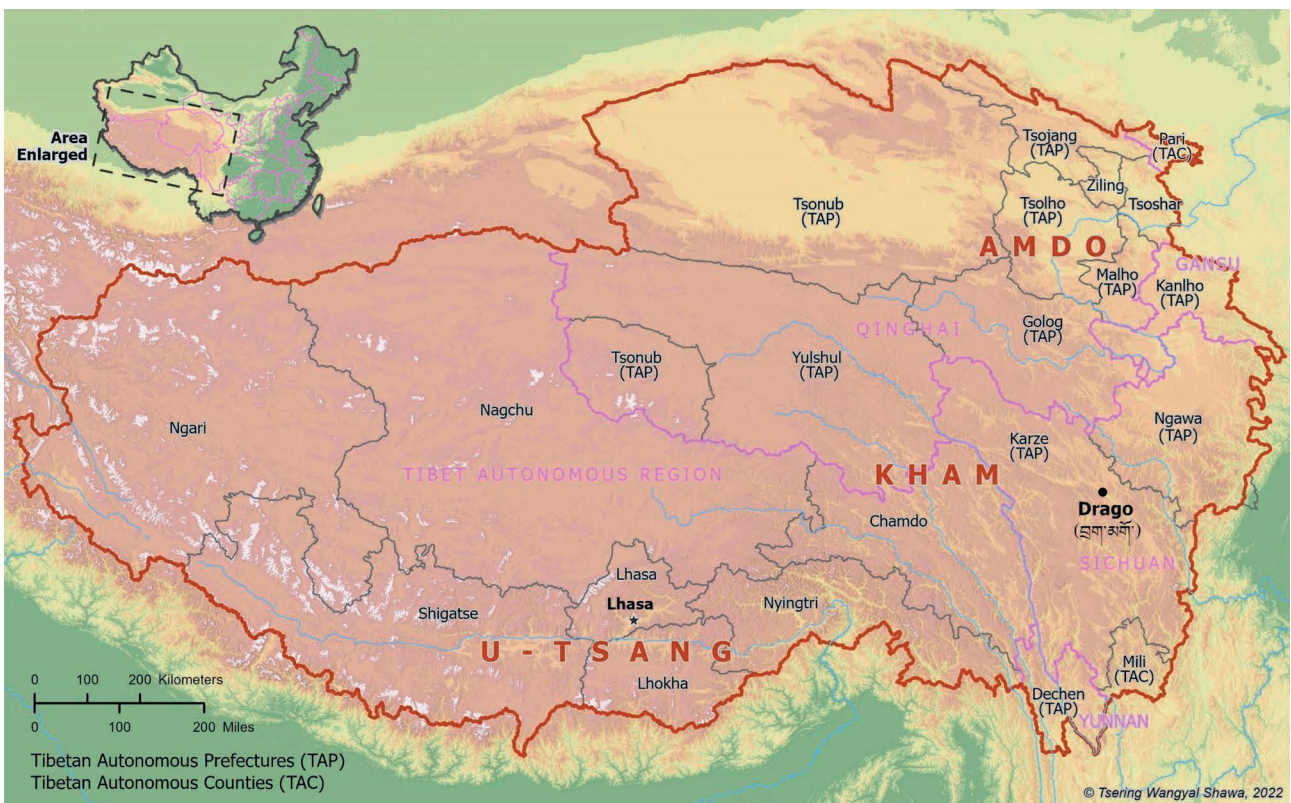 Area
Enlarged
Tsojang
(TAP)
Pari
(TAC)
Ziling
Tsonub
(TAP)
Tsolho
(TAP)
Tsoshar
AMDO
GANSU
Malho
(TAP)
Kanlho
(TAP)
QINGHAI
Golog
(TAP)
Tsonub
(TAP)
Yulshul
(TAP)
Nagchu
Ngari
Ngawa
(TAP)
Karze
(TAP)
TIBET AUTONOMOUS REGION
KHAM
Drago
(བྲག་མགོ་)
Chamdo
SICHUAN
Lhasa
Lhasa
Nyingtri
Shigatse
U-TSANG
Lhokha
Mili
(TAC)
Dechen
(TAP)
YUNNAN
0 100 200 Kilometers
0 100 200 Miles
Tibetan Autonomous Prefectures (TAP)
Tibetan Autonomous Counties (TAC)
© Tsering Wangyal Shawa, 2022